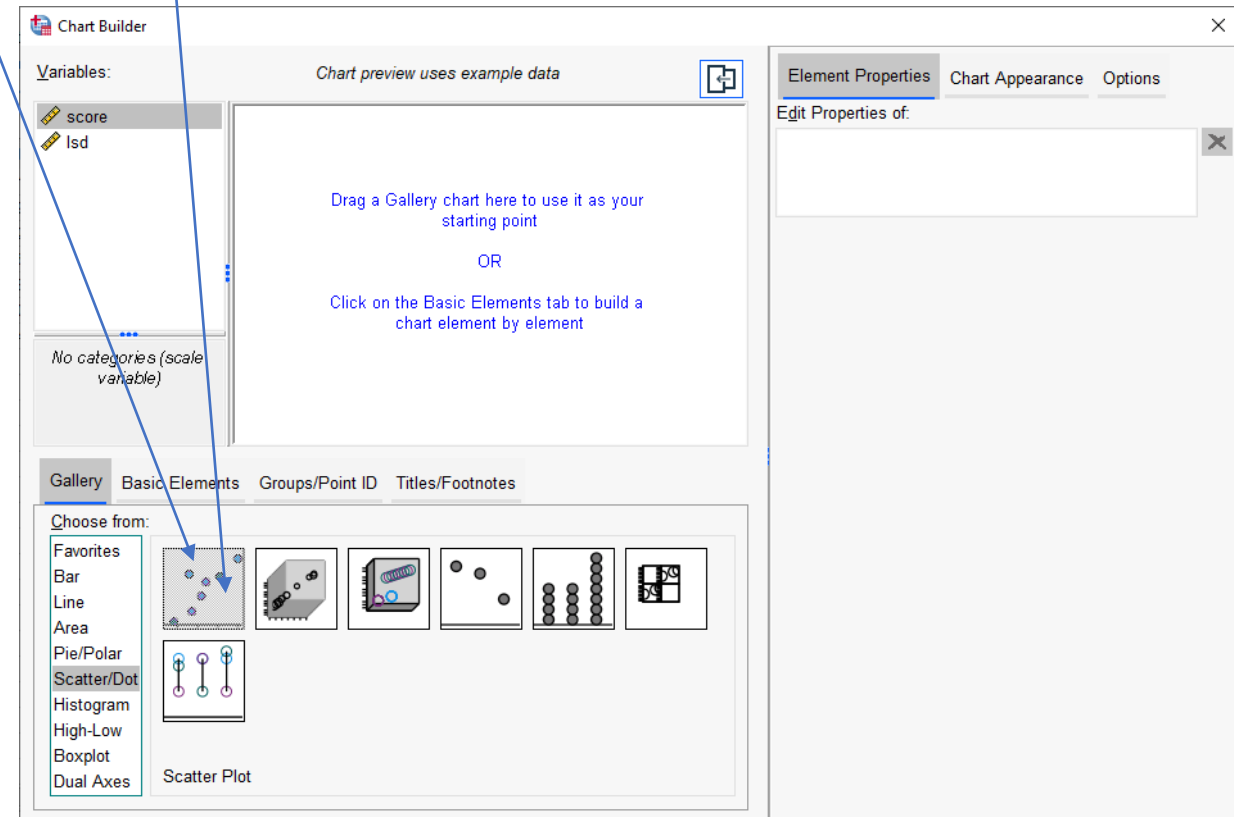 Chart Builder
Variables:
Chart preview uses example data
score
lsd
Drag a Gallery chart here to use it as your
starting point
OR
Click on the Basic Elements tab to build a
chart element by element
No categories (scale
variable)
Gallery Basic Elements Groups/Point ID Titles/Footnotes
Choose from:
Favorites
Bar
Line
Area
Pie/Polar
Scatter/Dot
Histogram
High-Low
Boxplot
Dual Axes
Scatter Plot
Element Properties Chart Appearance Options
Edit Properties of: